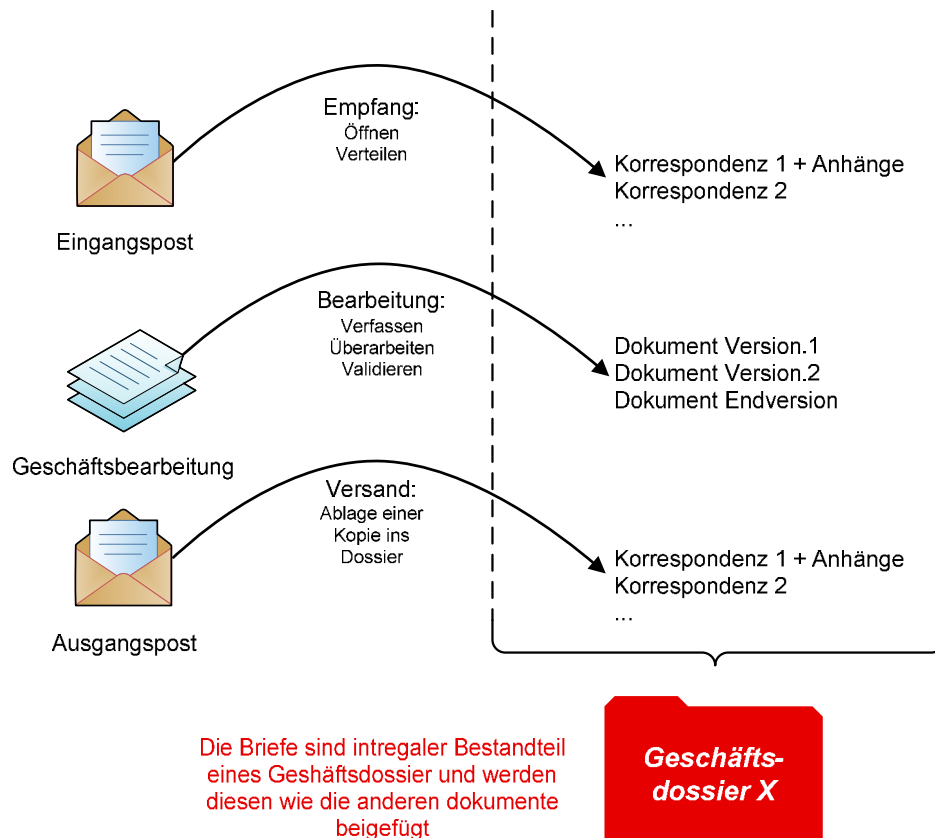 Empfang:
Öffnen
Verteilen
Eingangspost
Korrespondenz 1 + Anhänge
Korrespondenz 2
...
Bearbeitung:
Verfassen
Überarbeiten
Validieren
Geschäftsbearbeitung
Dokument Version.1
Dokument Version.2
Dokument Endversion
Versand:
Ablage einer
Kopie ins
Dossier
Ausgangspost
Korrespondenz 1 + Anhänge
Korrespondenz 2
...
Die Briefe sind intregaler Bestandteil
eines Geshäftsdossier und werden
diesen wie die anderen dokumente
beigefügt
Geschäfts-
dossier X